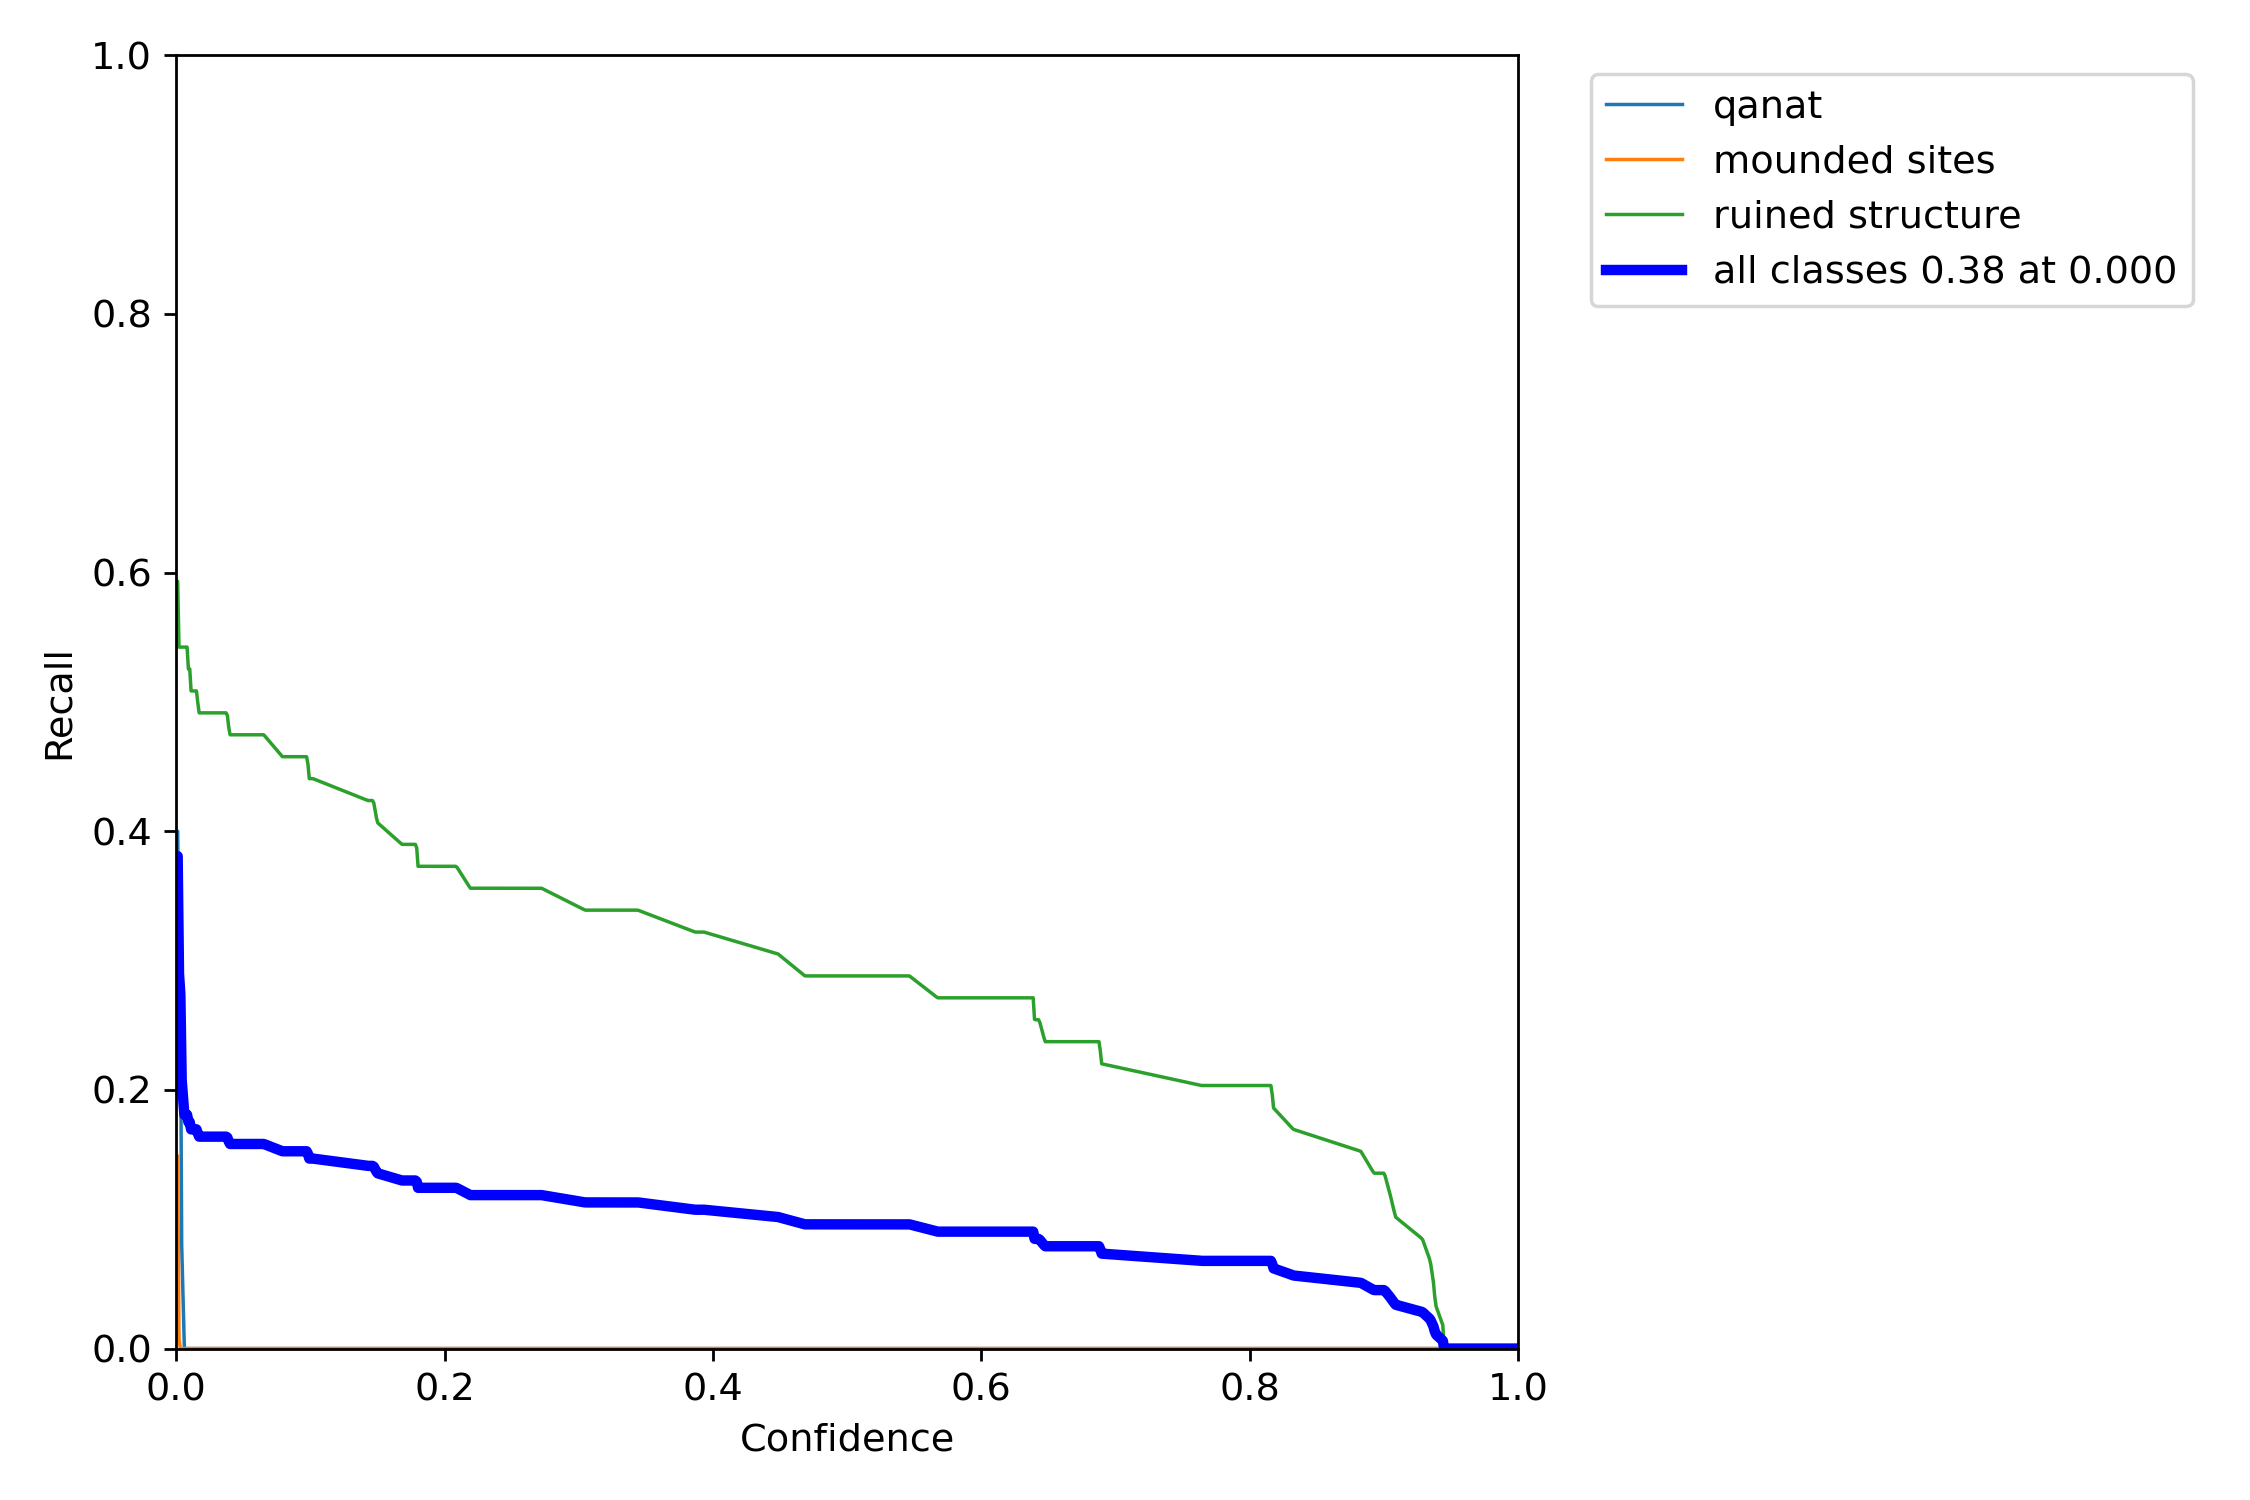 1.0
0.8
0.6
0.4
0.2
0.0
Recall
0.0 0.2 0.4 0.6 0.8 1.0
Confidence
qanat
mounded sites
ruined structure
all classes 0.38 at 0.000